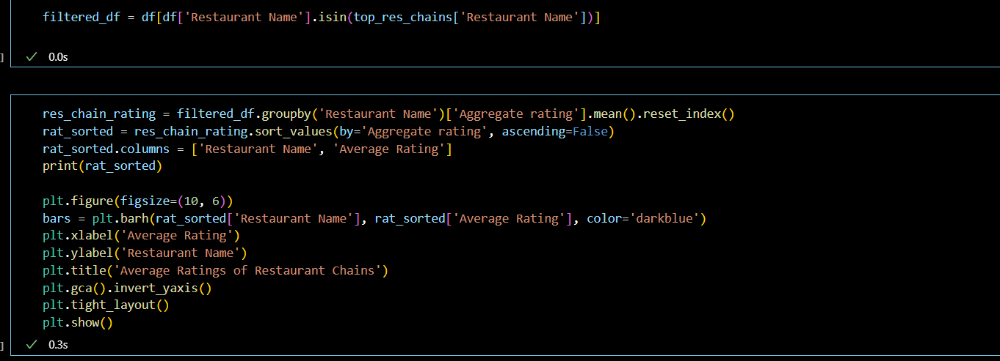 filtered_df = df[df['Restaurant Name'].isin(top_res_chains['Restaurant Name'])]
]
0.0s
res_chain_rating = filtered_df.groupby('Restaurant Name')['Aggregate rating'].mean().reset_index()
rat_sorted = res_chain_rating.sort_values(by='Aggregate rating', ascending=False)
rat_sorted.columns = ['Restaurant Name', 'Average Rating']
print(rat_sorted)
plt.figure(figsize=(10, 6))
bars = plt.barh(rat_sorted['Restaurant Name'], rat_sorted['Average Rating'], color='darkblue')
plt.xlabel('Average Rating')
plt.ylabel('Restaurant Name')
plt.title('Average Ratings of Restaurant Chains')
plt.gca().invert_yaxis()
plt.tight_layout()
plt.show()
]
0.3s